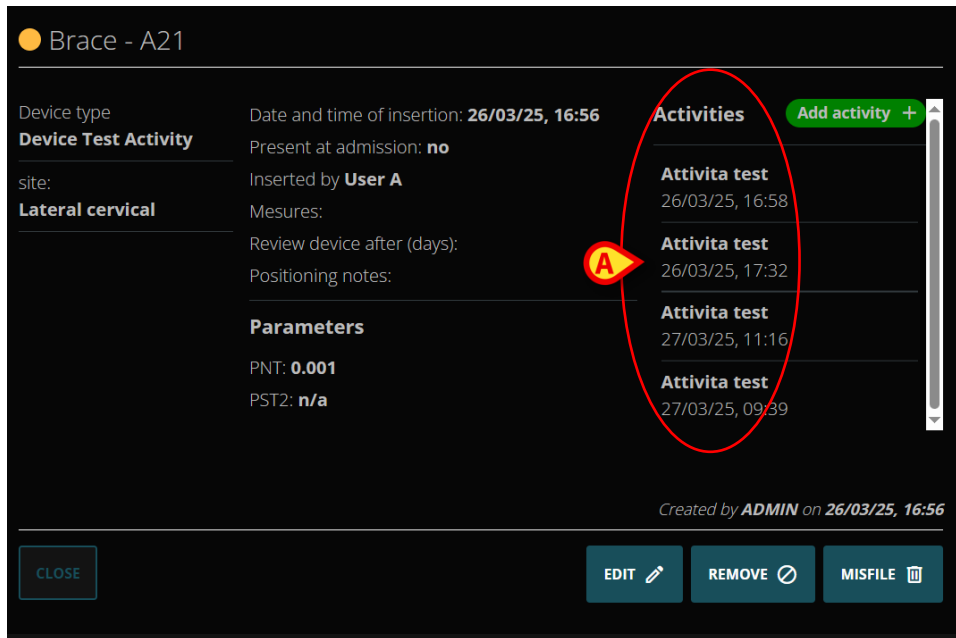 Brace - A21
Device type
Device Test Activity
site:
Lateral cervical
Date and time of insertion: 26/03/25, 16:56
Present at admission: no
Inserted by User A
Mesures:
Review device after (days):
Positioning notes:
Parameters
PNT: 0.001
PST2: n/a
Activities
Add activity +
Attivita test
26/03/25, 16:58
Attivita test
26/03/25, 17:32
Attivita test
27/03/25, 11:16
Attivita test
27/03/25, 09:39
A
Created by ADMIN on 26/03/25, 16:56
CLOSE
EDIT
REMOVE
MISFILE